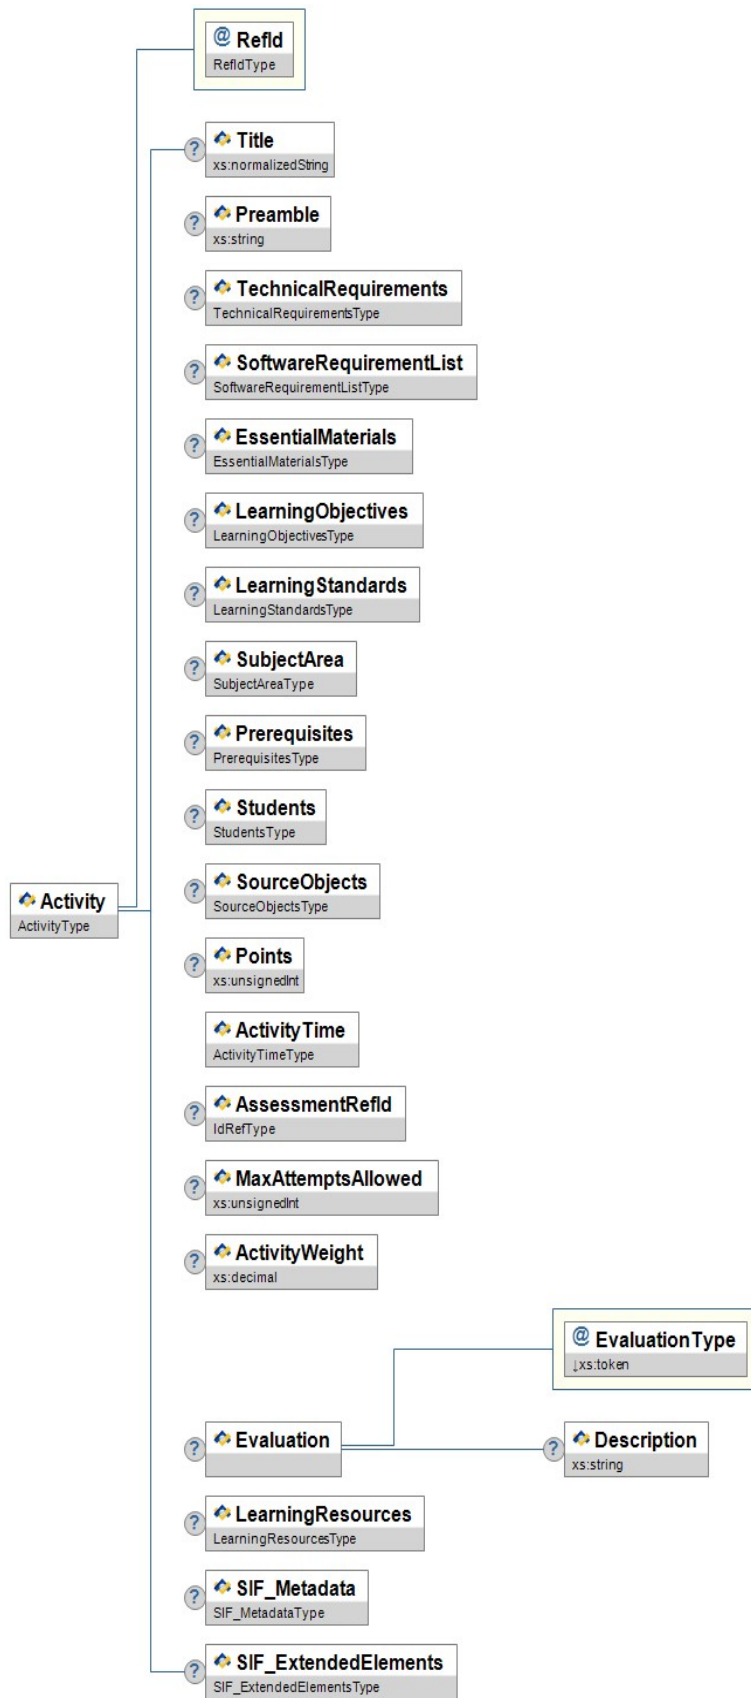 @ RefId
RefIdType
? Title
xs:normalizedString
? Preamble
xs:string
? TechnicalRequirements
TechnicalRequirementsType
? SoftwareRequirementList
SoftwareRequirementListType
? EssentialMaterials
EssentialMaterialsType
? LearningObjectives
LearningObjectivesType
? LearningStandards
LearningStandardsType
? SubjectArea
SubjectAreaType
? Prerequisites
PrerequisitesType
? Students
StudentsType
Activity
ActivityType
? SourceObjects
SourceObjectsType
? Points
xs:unsignedInt
ActivityTime
ActivityTimeType
? AssessmentRefId
IdRefType
? MaxAttemptsAllowed
xs:unsignedInt
? ActivityWeight
xs:decimal
@ EvaluationType
↓xs:token
? Evaluation
? Description
xs:string
? LearningResources
LearningResourcesType
? SIF_Metadata
SIF_MetadataType
? SIF_ExtendedElements
SIF_ExtendedElementsType